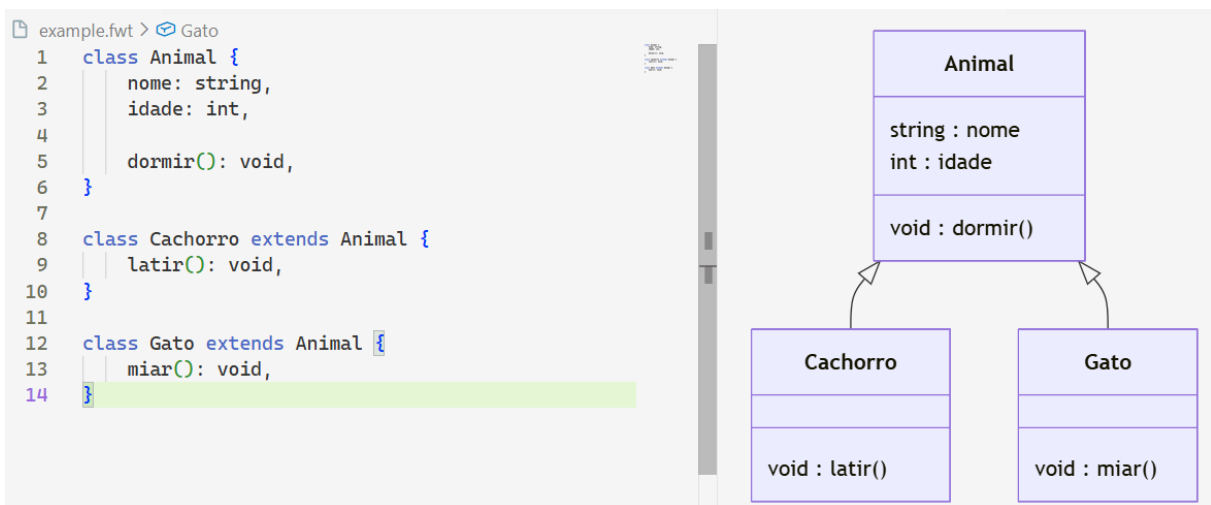 example.fwt > Gato
1 class Animal {
2 nome: string,
3 idade: int,
4
5 dormir(): void,
6 }
7
8 class Cachorro extends Animal {
9 latir(): void,
10 }
11
12 class Gato extends Animal {
13 miar(): void,
14 }
Animal
string : nome
int : idade
void : dormir()
Cachorro
void : latir()
Gato
void : miar()